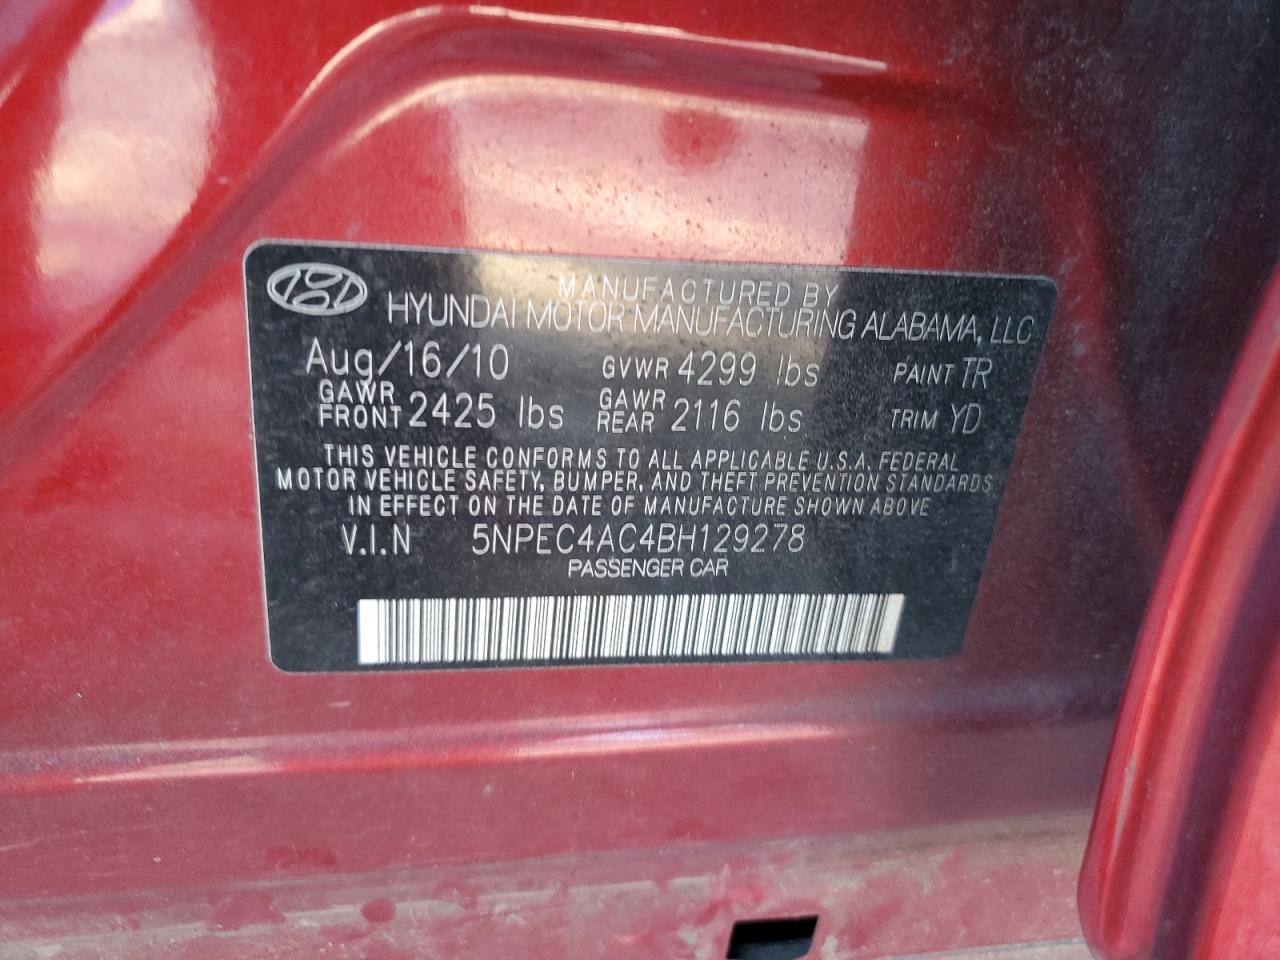 MANUFACTURED BY
HYUNDAI MOTOR MANUFACTURING ALABAMA, LLC
Aug/16/10 GVWR 4299 lbs PAINT TR
GAWR FRONT 2425 lbs GAWR REAR 2116 lbs TRIM YD
THIS VEHICLE CONFORMS TO ALL APPLICABLE U.S.A. FEDERAL
MOTOR VEHICLE SAFETY, BUMPER, AND THEFT PREVENTION STANDARDS
IN EFFECT ON THE DATE OF MANUFACTURE SHOWN ABOVE
V.I.N 5NPEC4AC4BH129278
PASSENGER CAR